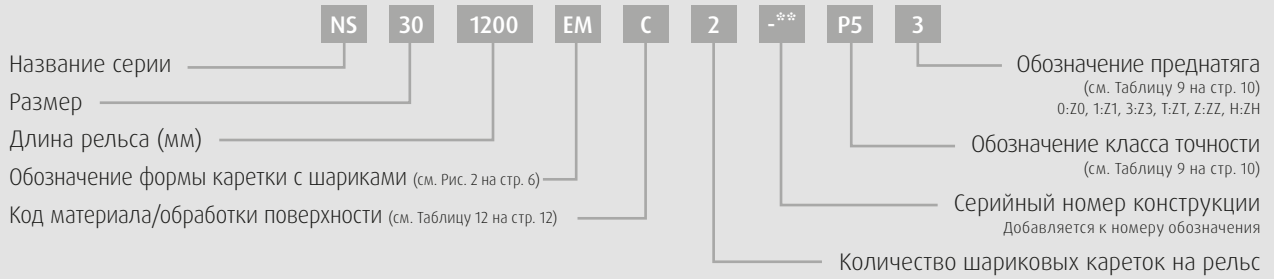 NS 30 1200 EM C 2 -** P5 3
Название серии
Размер
Длина рельса (мм)
Обозначение формы каретки с шариками (см. Рис. 2 на стр. 6)
Код материала/обработки поверхности (см. Таблицу 12 на стр. 12)
Обозначение преднатяга
(см. Таблицу 9 на стр. 10)
0:Z0, 1:Z1, 3:Z3, T:ZT, Z:ZZ, H:ZH
Обозначение класса точности
(см. Таблицу 9 на стр. 10)
Серийный номер конструкции
Добавляется к номеру обозначения
Количество шариковых кареток на рельс